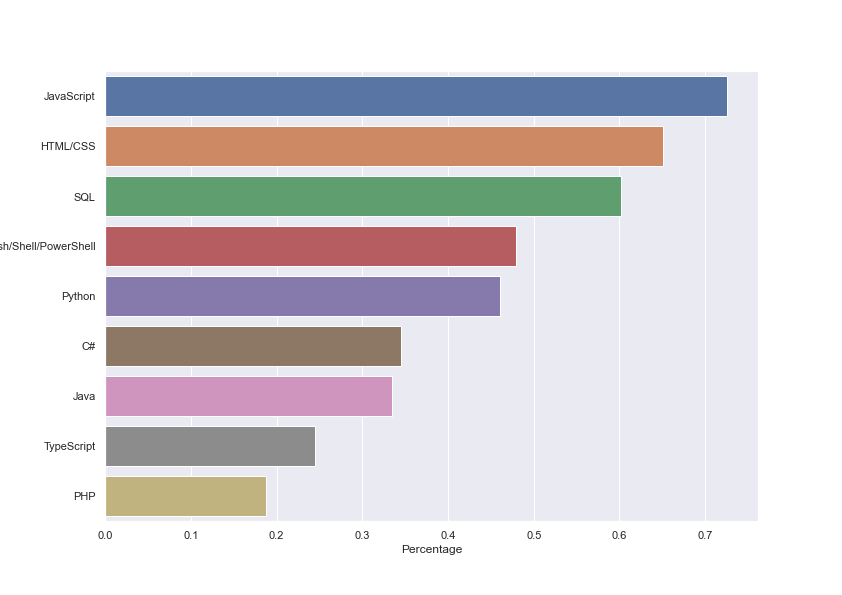 JavaScript
HTML/CSS
SQL
sh/Shell/PowerShell
Python
C#
Java
TypeScript
PHP
0.0 0.1 0.2 0.3 0.4 0.5 0.6 0.7
Percentage